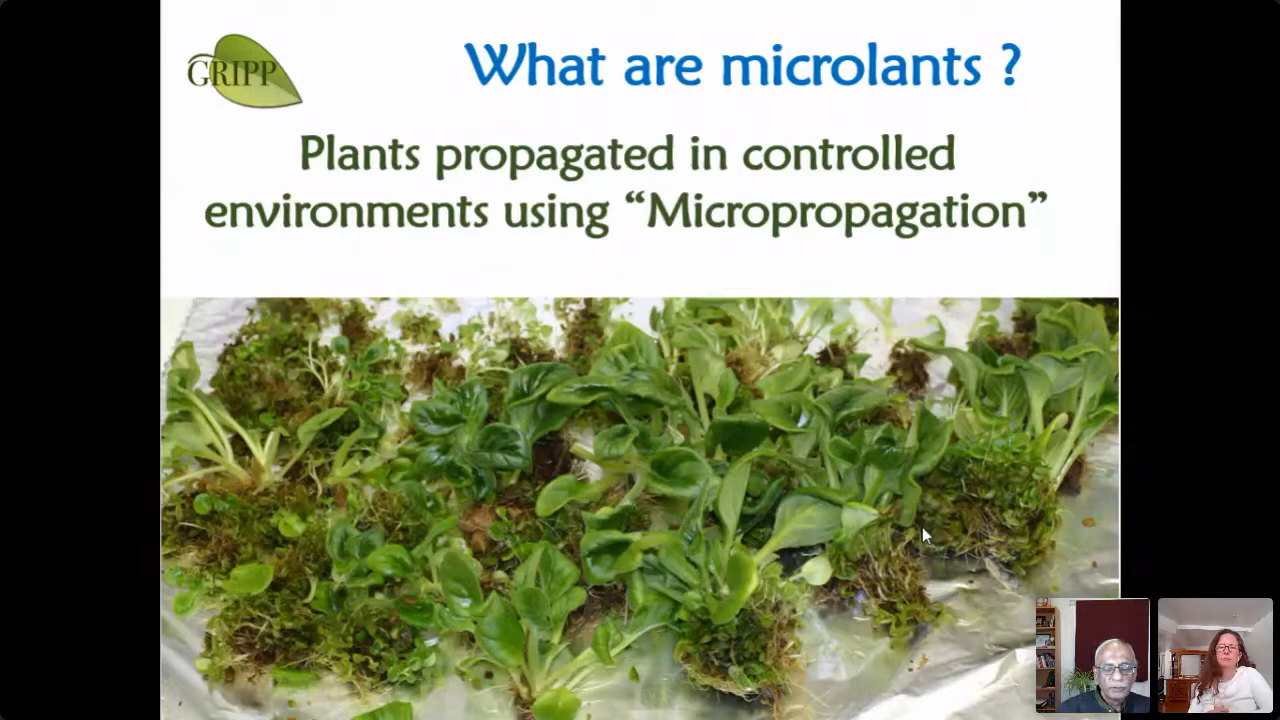 GRIPP
What are microlants ?
Plants propagated in controlled
environments using “Micropropagation”